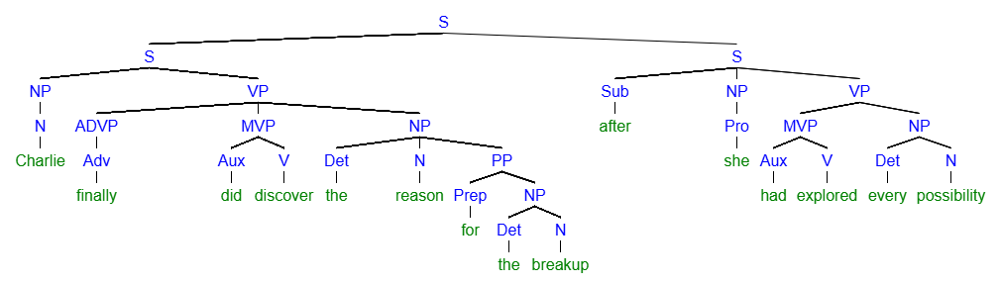 S
S S
NP VP Sub NP VP
N ADVP MVP NP after Pro MVP NP
Charlie Adv Aux V Det N PP she Aux V Det N
finally did discover the reason Prep NP had explored every possibility
for Det N
the breakup